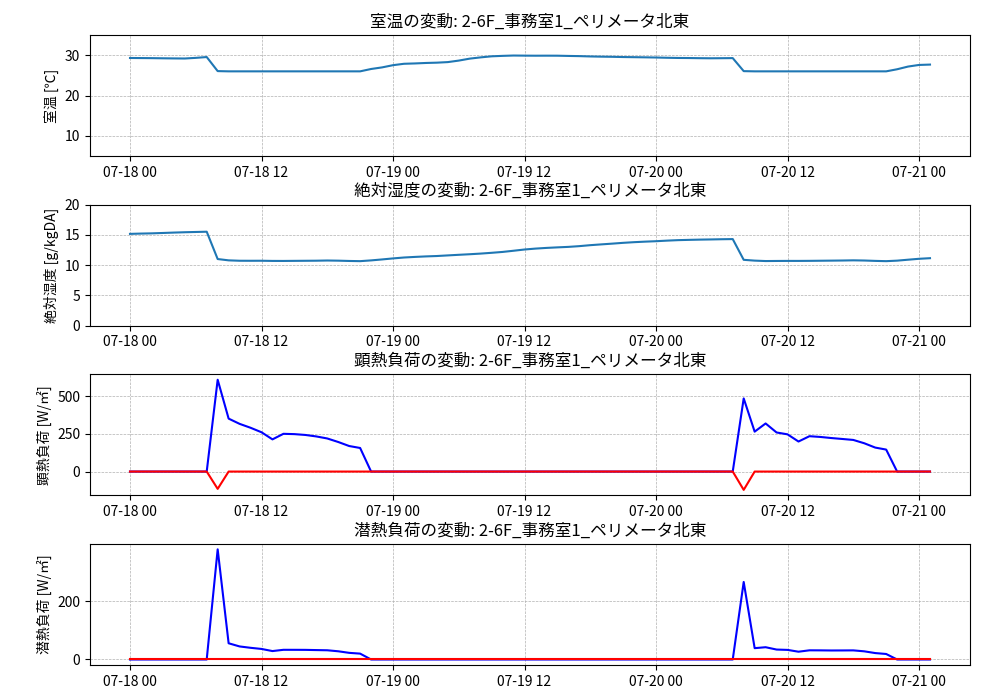 室温の変動: 2-6F_事務室1_ペリメータ北東
室温 [℃]
30
20
10
07-18 00 07-18 12 07-19 00 07-19 12 07-20 00 07-20 12 07-21 00
絶対湿度の変動: 2-6F_事務室1_ペリメータ北東
絶対湿度 [g/kgDA]
20
15
10
5
0
07-18 00 07-18 12 07-19 00 07-19 12 07-20 00 07-20 12 07-21 00
顕熱負荷の変動: 2-6F_事務室1_ペリメータ北東
顕熱負荷 [W/㎡]
500
250
0
07-18 00 07-18 12 07-19 00 07-19 12 07-20 00 07-20 12 07-21 00
潜熱負荷の変動: 2-6F_事務室1_ペリメータ北東
潜熱負荷 [W/㎡]
200
0
07-18 00 07-18 12 07-19 00 07-19 12 07-20 00 07-20 12 07-21 00